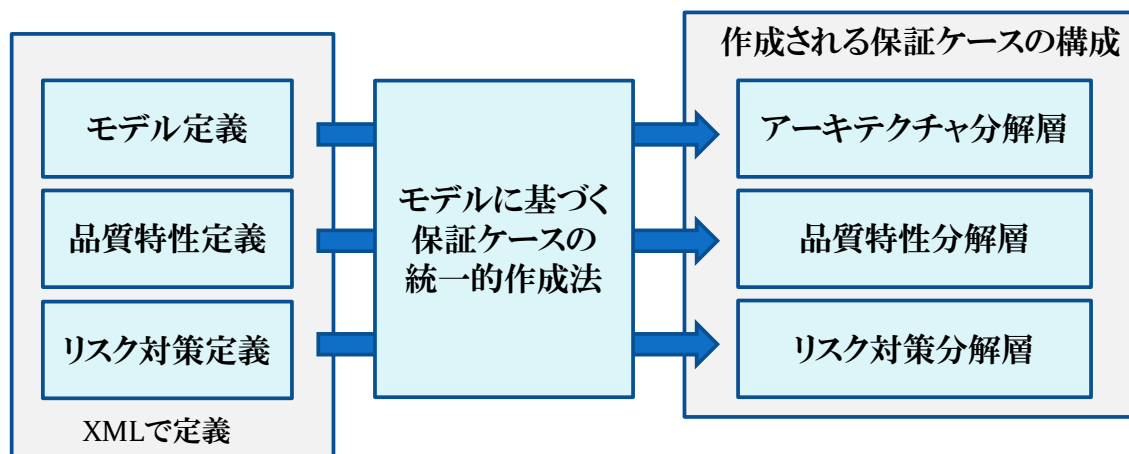 モデル定義
品質特性定義
リスク対策定義
XMLで定義
モデルに基づく
保証ケースの
統一的作成法
作成される保証ケースの構成
アーキテクチャ分解層
品質特性分解層
リスク対策分解層